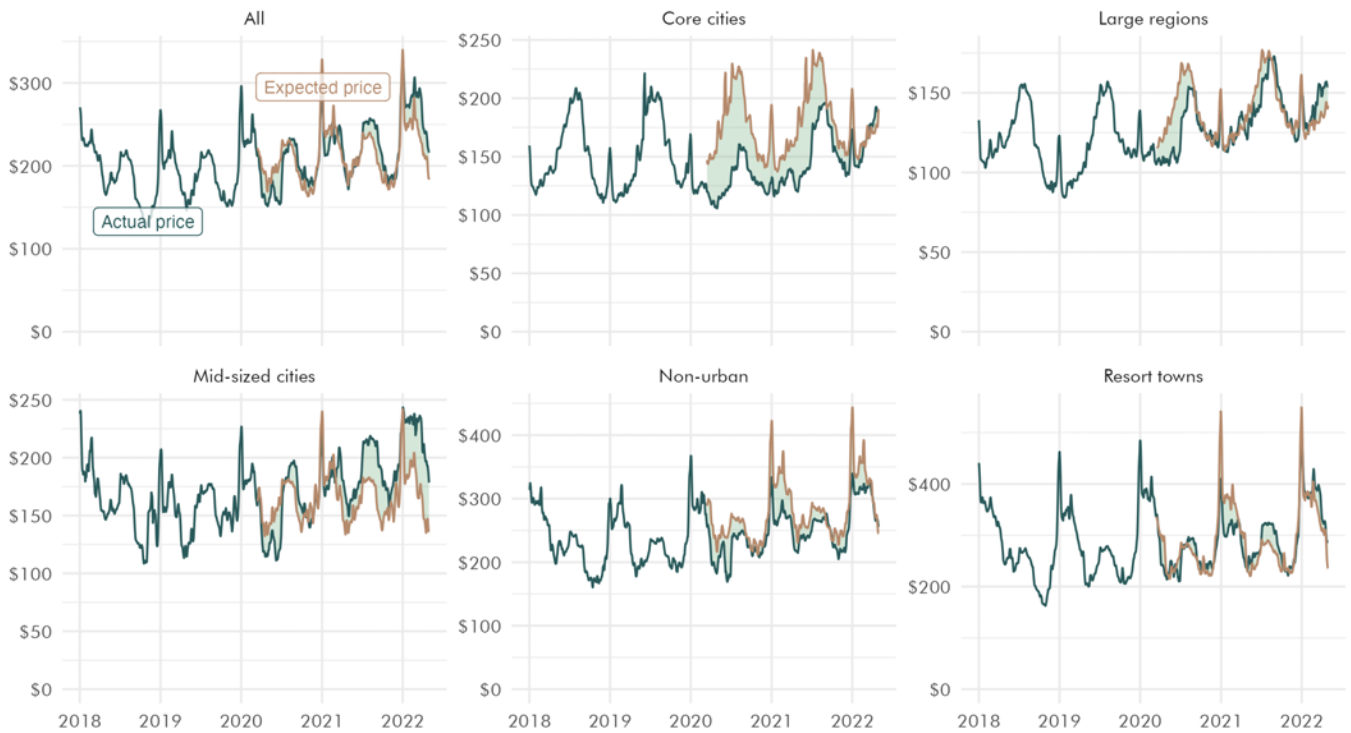 All
Core cities
Large regions
$300
$200
$100
$0
Expected price
Actual price
$250
$200
$150
$100
$50
$0
$150
$100
$50
$0
Mid-sized cities
Non-urban
Resort towns
$250
$200
$150
$100
$50
$0
$400
$300
$200
$100
$0
$400
$200
$0
2018 2019 2020 2021 2022
2018 2019 2020 2021 2022
2018 2019 2020 2021 2022